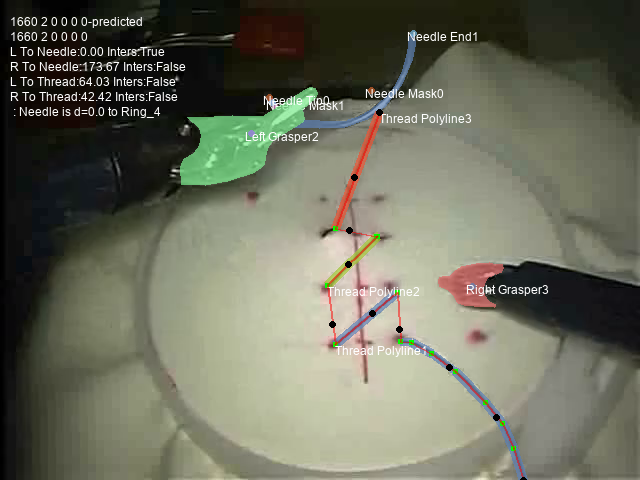 1660 2 0 0 0 0-predicted
1660 2 0 0 0 0
L To Needle:0.00 Inters:True
R To Needle:173.67 Inters:False
L To Thread:64.03 Inters:False
R To Thread:42.42 Inters:False
: Needle is d=0.0 to Ring_4
Needle End1
Needle Mask0
Needle Tip0
Mask1
Thread Polyline3
Left Grasper2
Right Grasper3
Thread Polyline2
Thread Polyline1